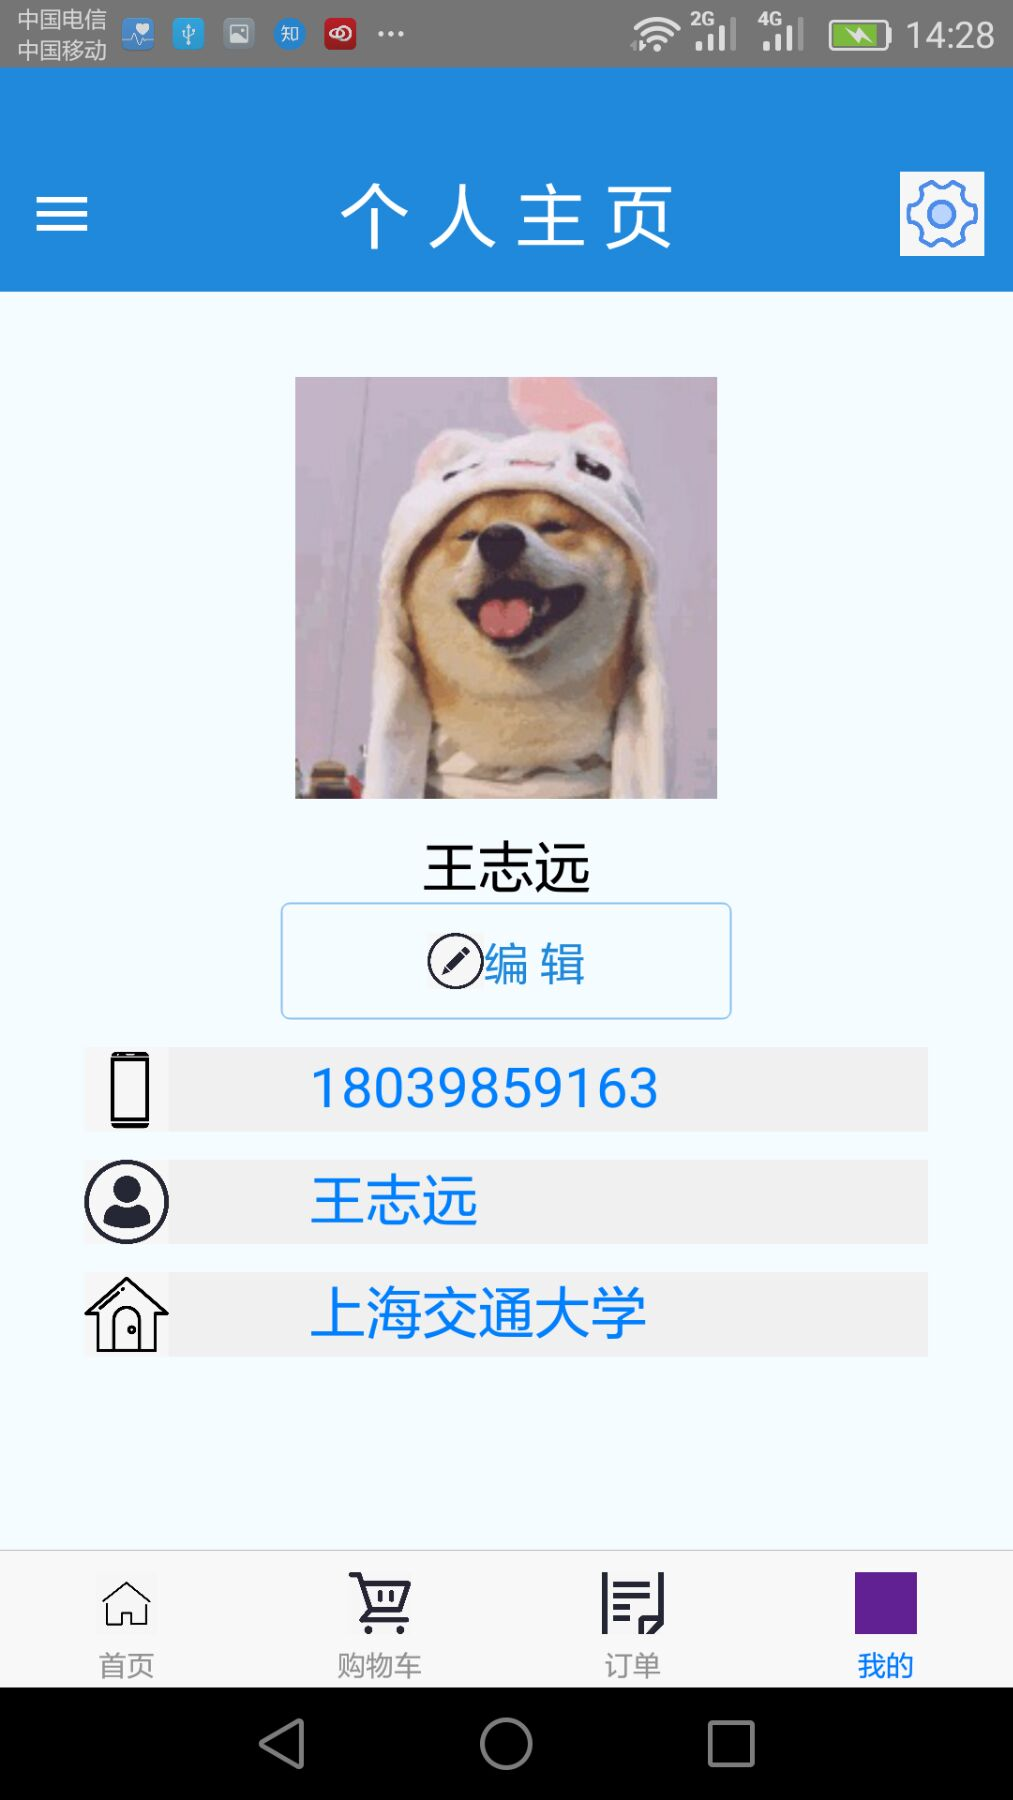 中国电信
中国移动
知
2G
4G
14:28
个人主页
王志远
编辑
18039859163
王志远
上海交通大学
首页
购物车
订单
我的